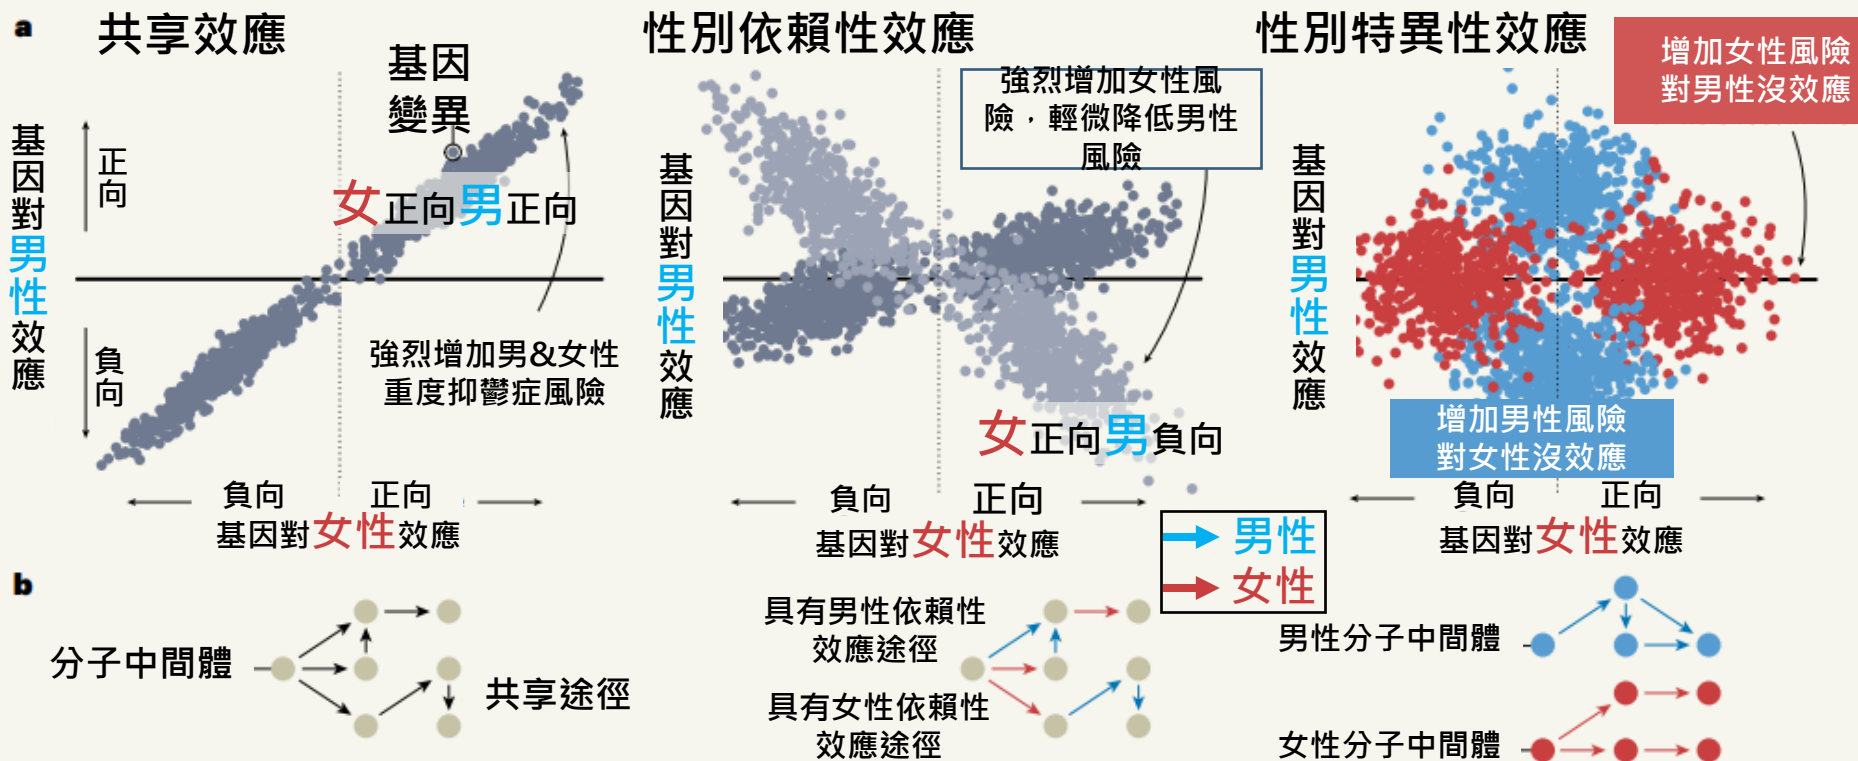 a
共享效應
基因
變異
基因對男性效應
正向
負向
女正向男正向
強烈增加男&女性
重度抑鬱症風險
負向 正向
基因對女性效應
性別依賴性效應
強烈增加女性風
險，輕微降低男性
風險
基因對男性效應
女正向男負向
負向 正向
基因對女性效應
性別特異性效應
增加女性風險
對男性沒效應
基因對男性效應
增加男性風險
對女性沒效應
負向 正向
基因對女性效應
男性
女性
b
分子中間體
共享途徑
具有男性依賴性
效應途徑
具有女性依賴性
效應途徑
男性分子中間體
女性分子中間體